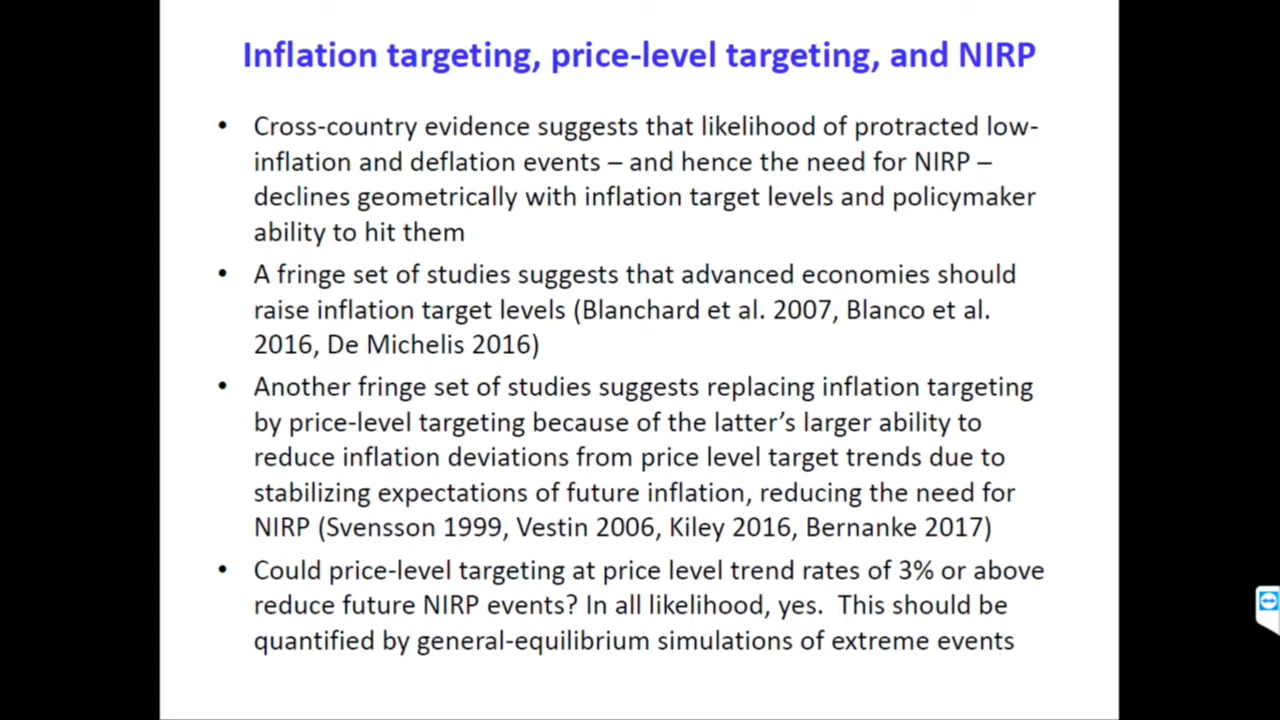 Inflation targeting, price-level targeting, and NIRP
• Cross-country evidence suggests that likelihood of protracted low-
inflation and deflation events – and hence the need for NIRP –
declines geometrically with inflation target levels and policymaker
ability to hit them
• A fringe set of studies suggests that advanced economies should
raise inflation target levels (Blanchard et al. 2007, Blanco et al.
2016, De Michelis 2016)
• Another fringe set of studies suggests replacing inflation targeting
by price-level targeting because of the latter’s larger ability to
reduce inflation deviations from price level target trends due to
stabilizing expectations of future inflation, reducing the need for
NIRP (Svensson 1999, Vestin 2006, Kiley 2016, Bernanke 2017)
• Could price-level targeting at price level trend rates of 3% or above
reduce future NIRP events? In all likelihood, yes.  This should be
quantified by general-equilibrium simulations of extreme events